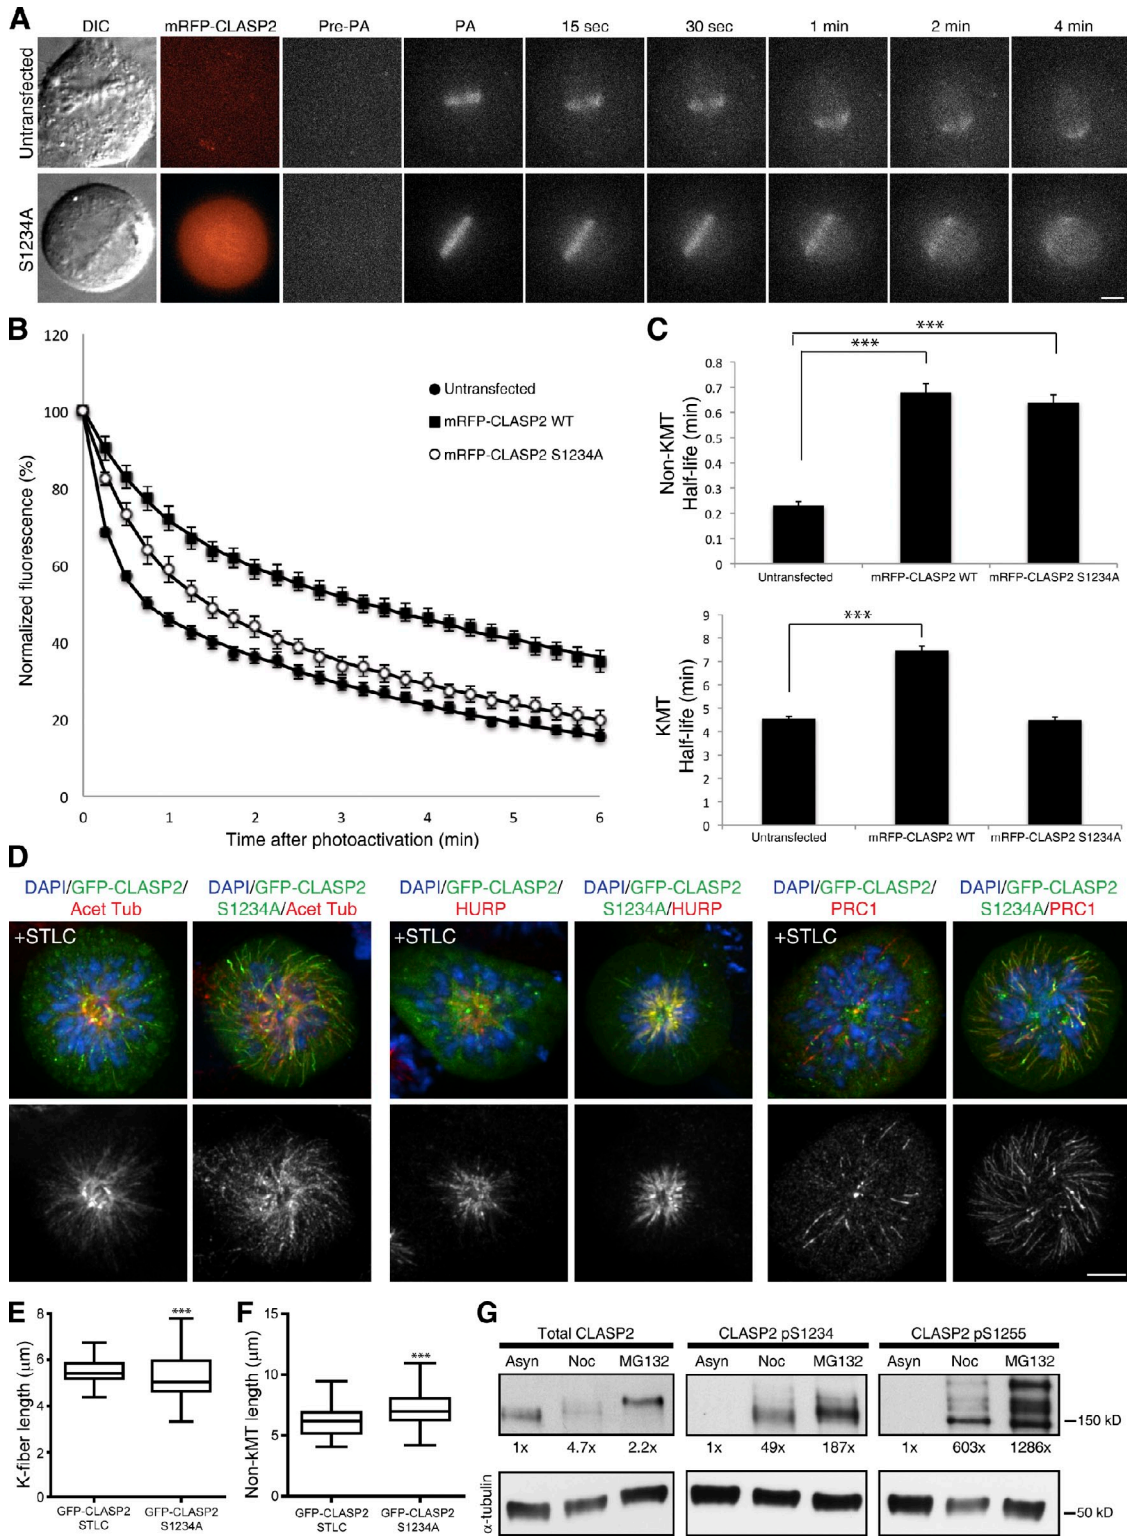 A
DIC mRFP-CLASP2 Pre-PA PA 15 sec 30 sec 1 min 2 min 4 min
Untransfected
S1234A
B
120
100
80
60
40
20
0
Normalized fluorescence (%)
Untransfected
mRFP-CLASP2 WT
mRFP-CLASP2 S1234A
0 1 2 3 4 5 6
Time after photoactivation (min)
C
***
***
0.8
0.7
0.6
0.5
0.4
0.3
0.2
0.1
0
Non-KMT
Half-life (min)
Untransfected mRFP-CLASP2 WT mRFP-CLASP2 S1234A
***
9
8
7
6
5
4
3
2
1
0
KMT
Half-life (min)
Untransfected mRFP-CLASP2 WT mRFP-CLASP2 S1234A
D
DAPI/GFP-CLASP2/ DAPI/GFP-CLASP2 DAPI/GFP-CLASP2/ DAPI/GFP-CLASP2 DAPI/GFP-CLASP2/ DAPI/GFP-CLASP2
Acet Tub S1234A/Acet Tub HURP S1234A/HURP PRC1 S1234A/PRC1
+STLC +STLC +STLC
E
8
6
4
2
0
K-fiber length (μm)
***
GFP-CLASP2 GFP-CLASP2
STLC S1234A
F
15
10
5
0
Non-kMT length (μm)
***
GFP-CLASP2 GFP-CLASP2
STLC S1234A
G
Total CLASP2 CLASP2 pS1234 CLASP2 pS1255
Asyn Noc MG132 Asyn Noc MG132 Asyn Noc MG132
150 kD
1x 4.7x 2.2x 1x 49x 187x 1x 603x 1286x
α-tubulin
50 kD